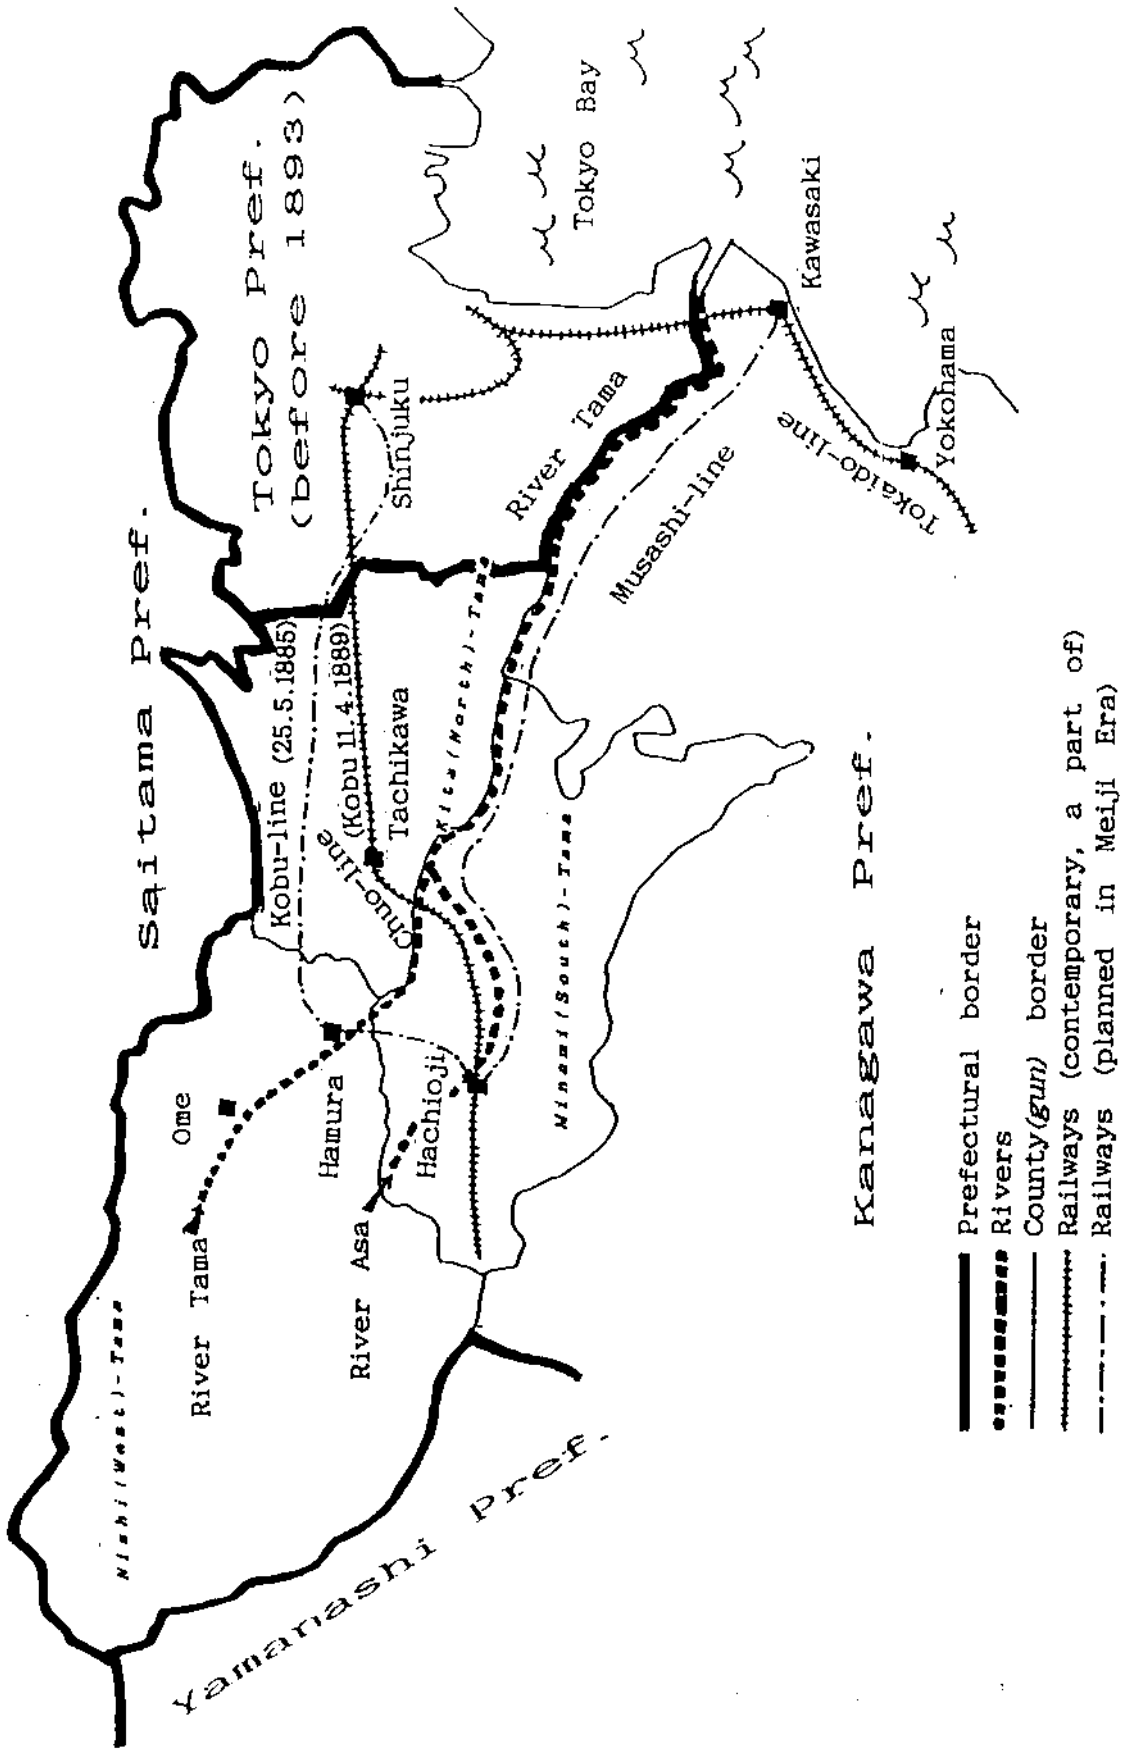 Saitama Pref.
Tokyo Pref.
(before 1893)
Nishi(West)-Tama
Ome
River Tama
Kobu-line (25.5.1885)
(Kobu 11.4.1889)
Chuo-line
Tachikawa
Shinjuku
Hamura
River Asa
Hachioji
Kita(North)-Tama
River Tama
Tokyo Bay
Musashi-line
Minami(South)-Tama
Kawasaki
Tokaido-line
Yokohama
Yamanashi Pref.
Kanagawa Pref.
Prefectural border
Rivers
County(gun) border
Railways (contemporary, a part of)
Railways (planned in Meiji Era)